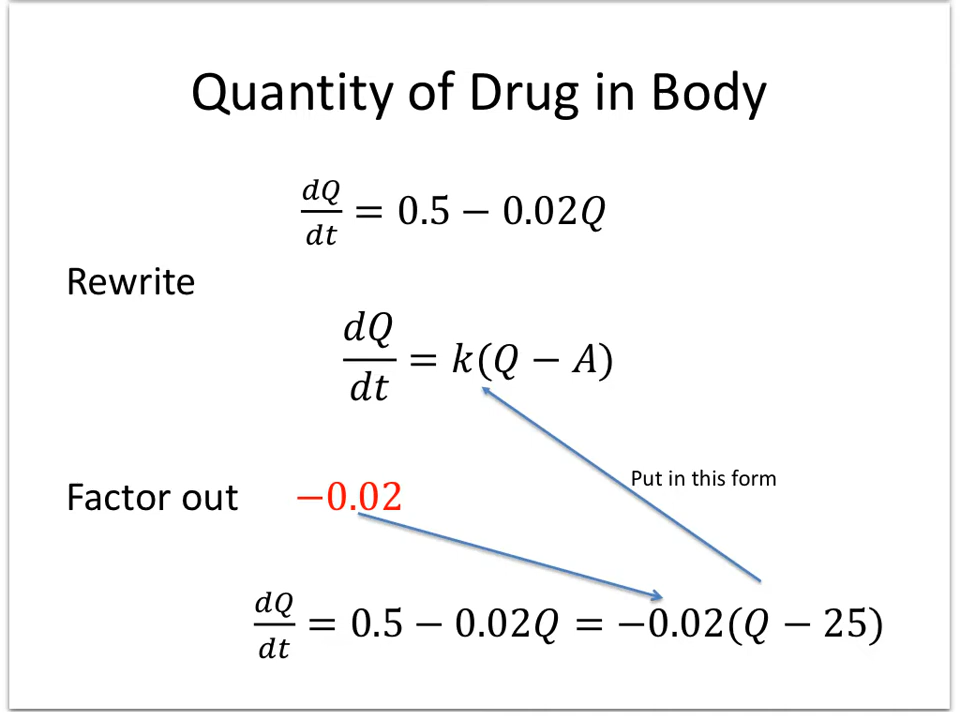 Quantity of Drug in Body
dQ/dt = 0.5 − 0.02Q
Rewrite
dQ/dt = k(Q − A)
Put in this form
Factor out −0.02
dQ/dt = 0.5 − 0.02Q = −0.02(Q − 25)